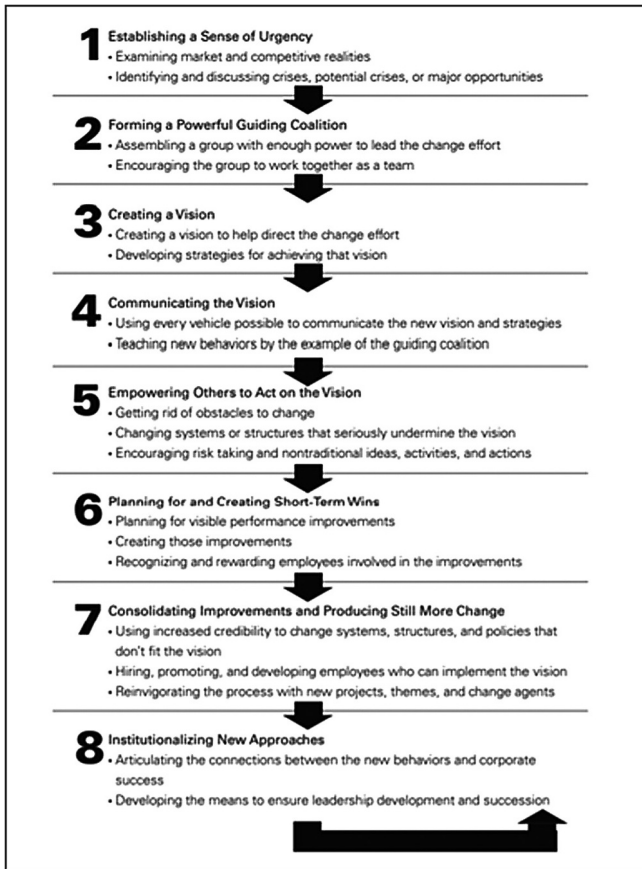 1 Establishing a Sense of Urgency
• Examining market and competitive realities
• Identifying and discussing crises, potential crises, or major opportunities
2 Forming a Powerful Guiding Coalition
• Assembling a group with enough power to lead the change effort
• Encouraging the group to work together as a team
3 Creating a Vision
• Creating a vision to help direct the change effort
• Developing strategies for achieving that vision
4 Communicating the Vision
• Using every vehicle possible to communicate the new vision and strategies
• Teaching new behaviors by the example of the guiding coalition
5 Empowering Others to Act on the Vision
• Getting rid of obstacles to change
• Changing systems or structures that seriously undermine the vision
• Encouraging risk taking and nontraditional ideas, activities, and actions
6 Planning for and Creating Short-Term Wins
• Planning for visible performance improvements
• Creating those improvements
• Recognizing and rewarding employees involved in the improvements
7 Consolidating Improvements and Producing Still More Change
• Using increased credibility to change systems, structures, and policies that
don't fit the vision
• Hiring, promoting, and developing employees who can implement the vision
• Reinvigorating the process with new projects, themes, and change agents
8 Institutionalizing New Approaches
• Articulating the connections between the new behaviors and corporate
success
• Developing the means to ensure leadership development and succession